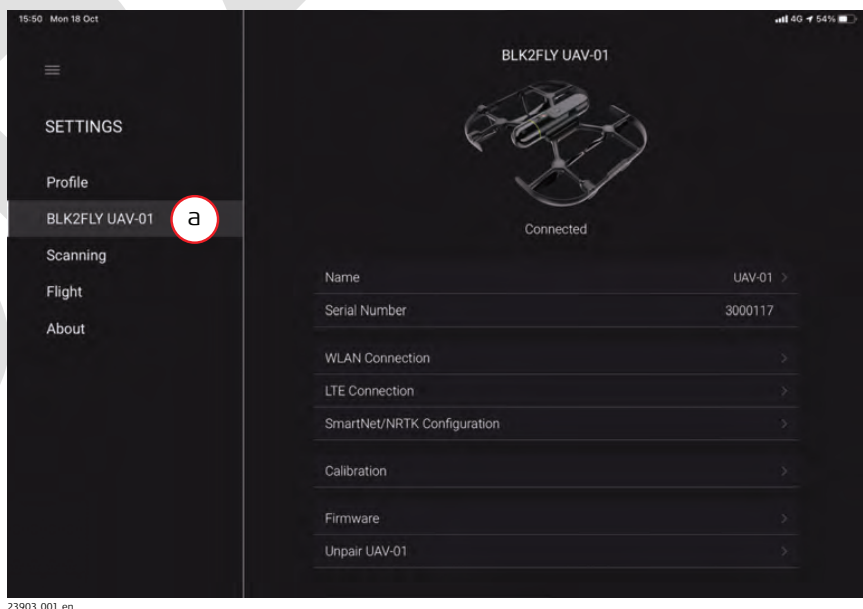 15:50 Mon 18 Oct
4G 54%
BLK2FLY UAV-01
SETTINGS
Profile
BLK2FLY UAV-01 a
Scanning
Flight
About
Connected
Name UAV-01
Serial Number 3000117
WLAN Connection
LTE Connection
SmartNet/NRTK Configuration
Calibration
Firmware
Unpair UAV-01
23903_001_en